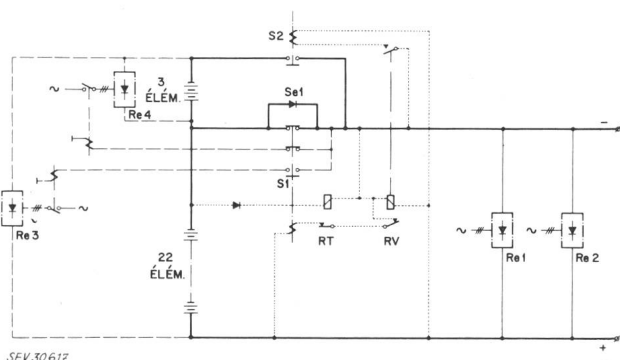 S2
3
ÉLÉM.
Re4
Se1
−
~
S1
~
Re3
~
~
~
~
22
ÉLÉM.
RT
RV
Re1
Re2
+
SEV 30617